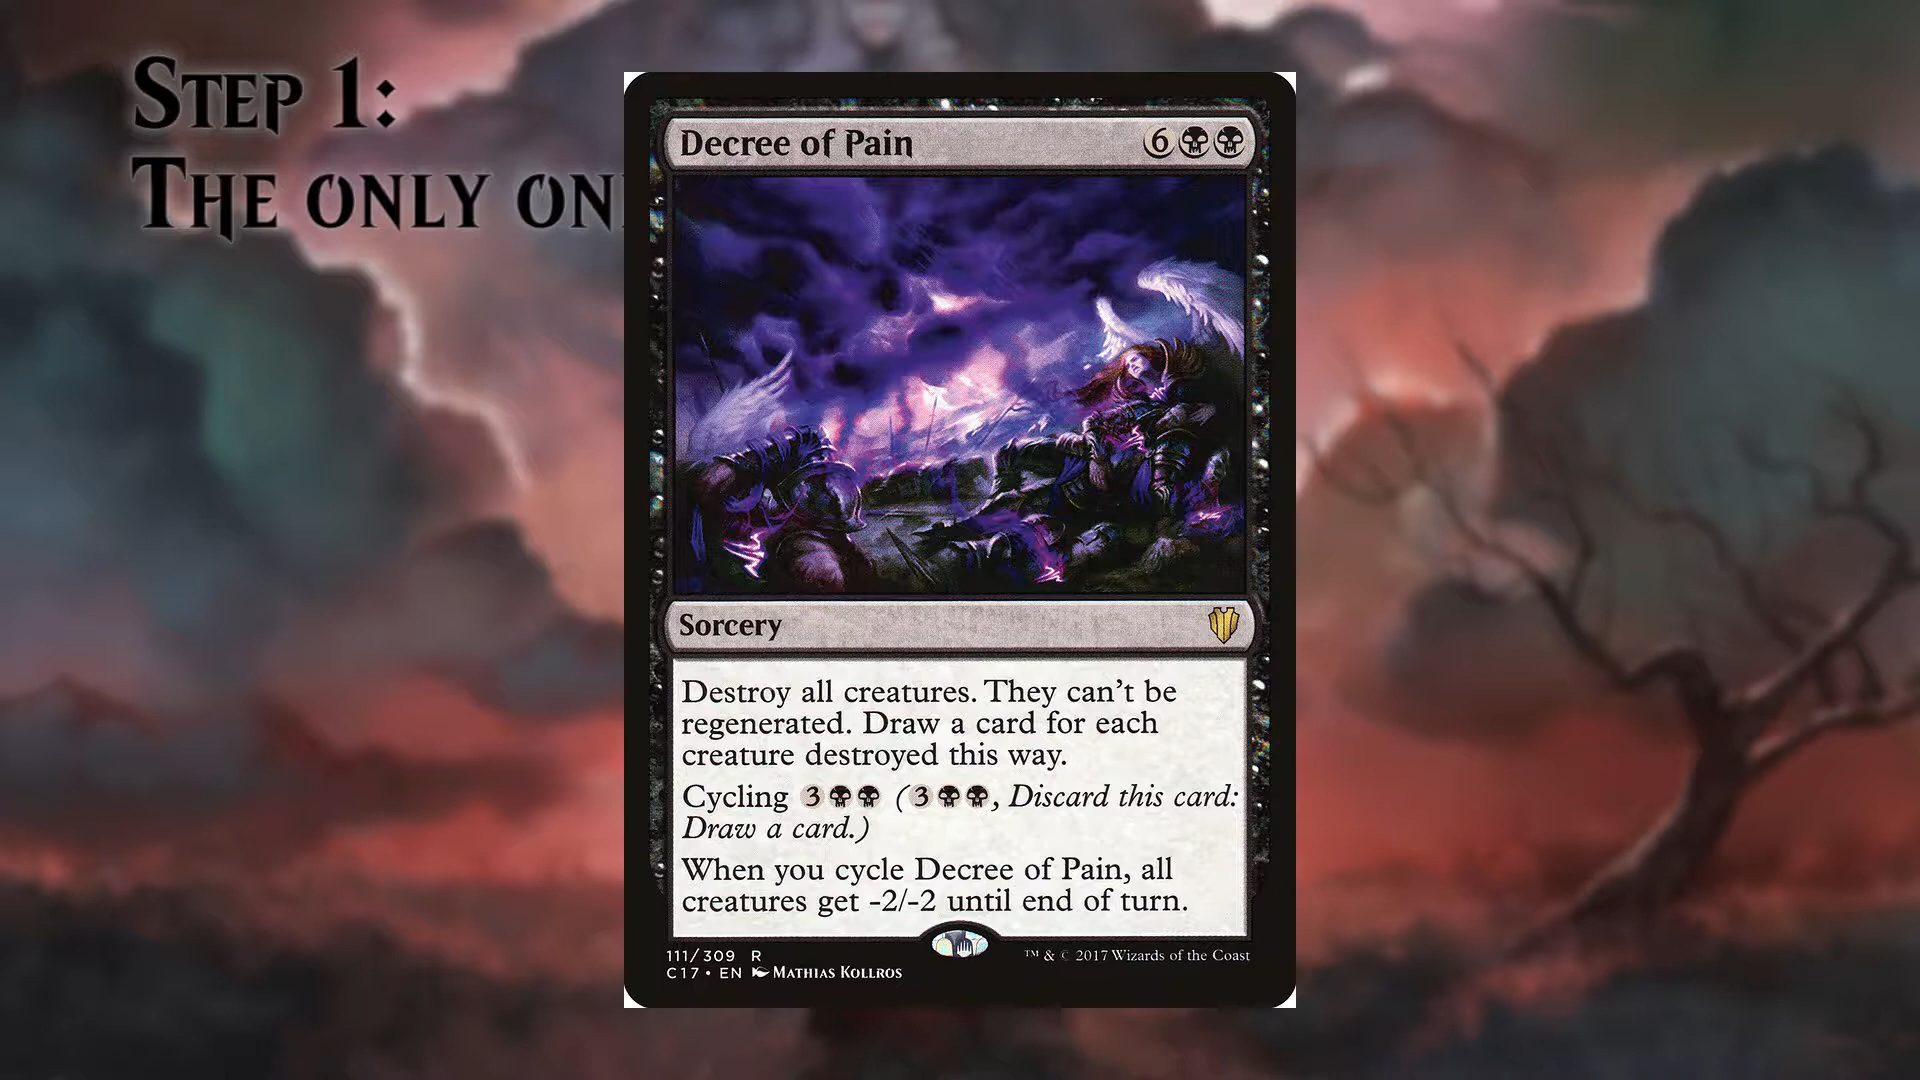 STEP 1:
THE ONLY ON
Decree of Pain 6
Sorcery
Destroy all creatures. They can't be
regenerated. Draw a card for each
creature destroyed this way.
Cycling 3 (3, Discard this card:
Draw a card.)
When you cycle Decree of Pain, all
creatures get -2/-2 until end of turn.
111/309 R
C17 • EN MATHIAS KOLLROS
™ & © 2017 Wizards of the Coast